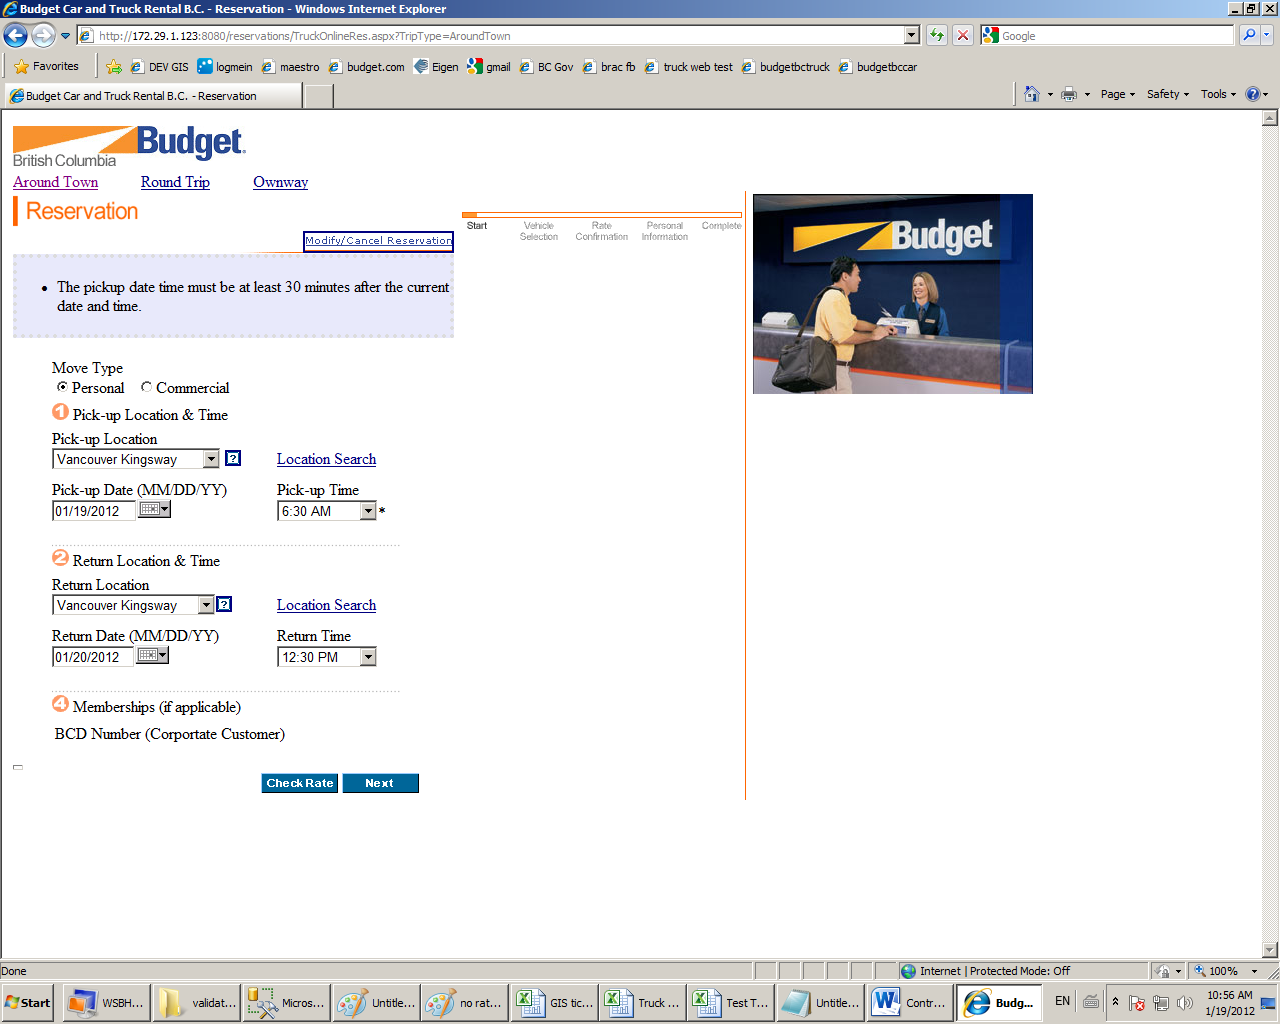 Budget Car and Truck Rental B.C. - Reservation - Windows Internet Explorer
http://172.29.1.123:8080/reservations/TruckOnlineRes.aspx?TripType=AroundTown
Google
Favorites
DEV GIS
logmein
maestro
budget.com
Eigen
gmail
BC Gov
brac fb
truck web test
budgetbctruck
budgetbccar
Budget Car and Truck Rental B.C. - Reservation
Page
Safety
Tools
Budget
British Columbia
Around Town
Round Trip
Ownway
Reservation
Start
Vehicle Selection
Rate Confirmation
Personal Information
Complete
Budget
Modify/Cancel Reservation
• The pickup date time must be at least 30 minutes after the current
date and time.
Move Type
Personal
Commercial
1 Pick-up Location & Time
Pick-up Location
Vancouver Kingsway
?
Location Search
Pick-up Date (MM/DD/YY)
Pick-up Time
01/19/2012
6:30 AM
*
2 Return Location & Time
Return Location
Vancouver Kingsway
?
Location Search
Return Date (MM/DD/YY)
Return Time
01/20/2012
12:30 PM
4 Memberships (if applicable)
BCD Number (Corportate Customer)
Check Rate
Next
Done
Internet | Protected Mode: Off
100%
Start
WSBH...
validat...
Micros...
Untitle...
no rat...
GIS tic...
Truck ...
Test T...
Untitle...
Contr...
Budg...
EN
10:56 AM
1/19/2012